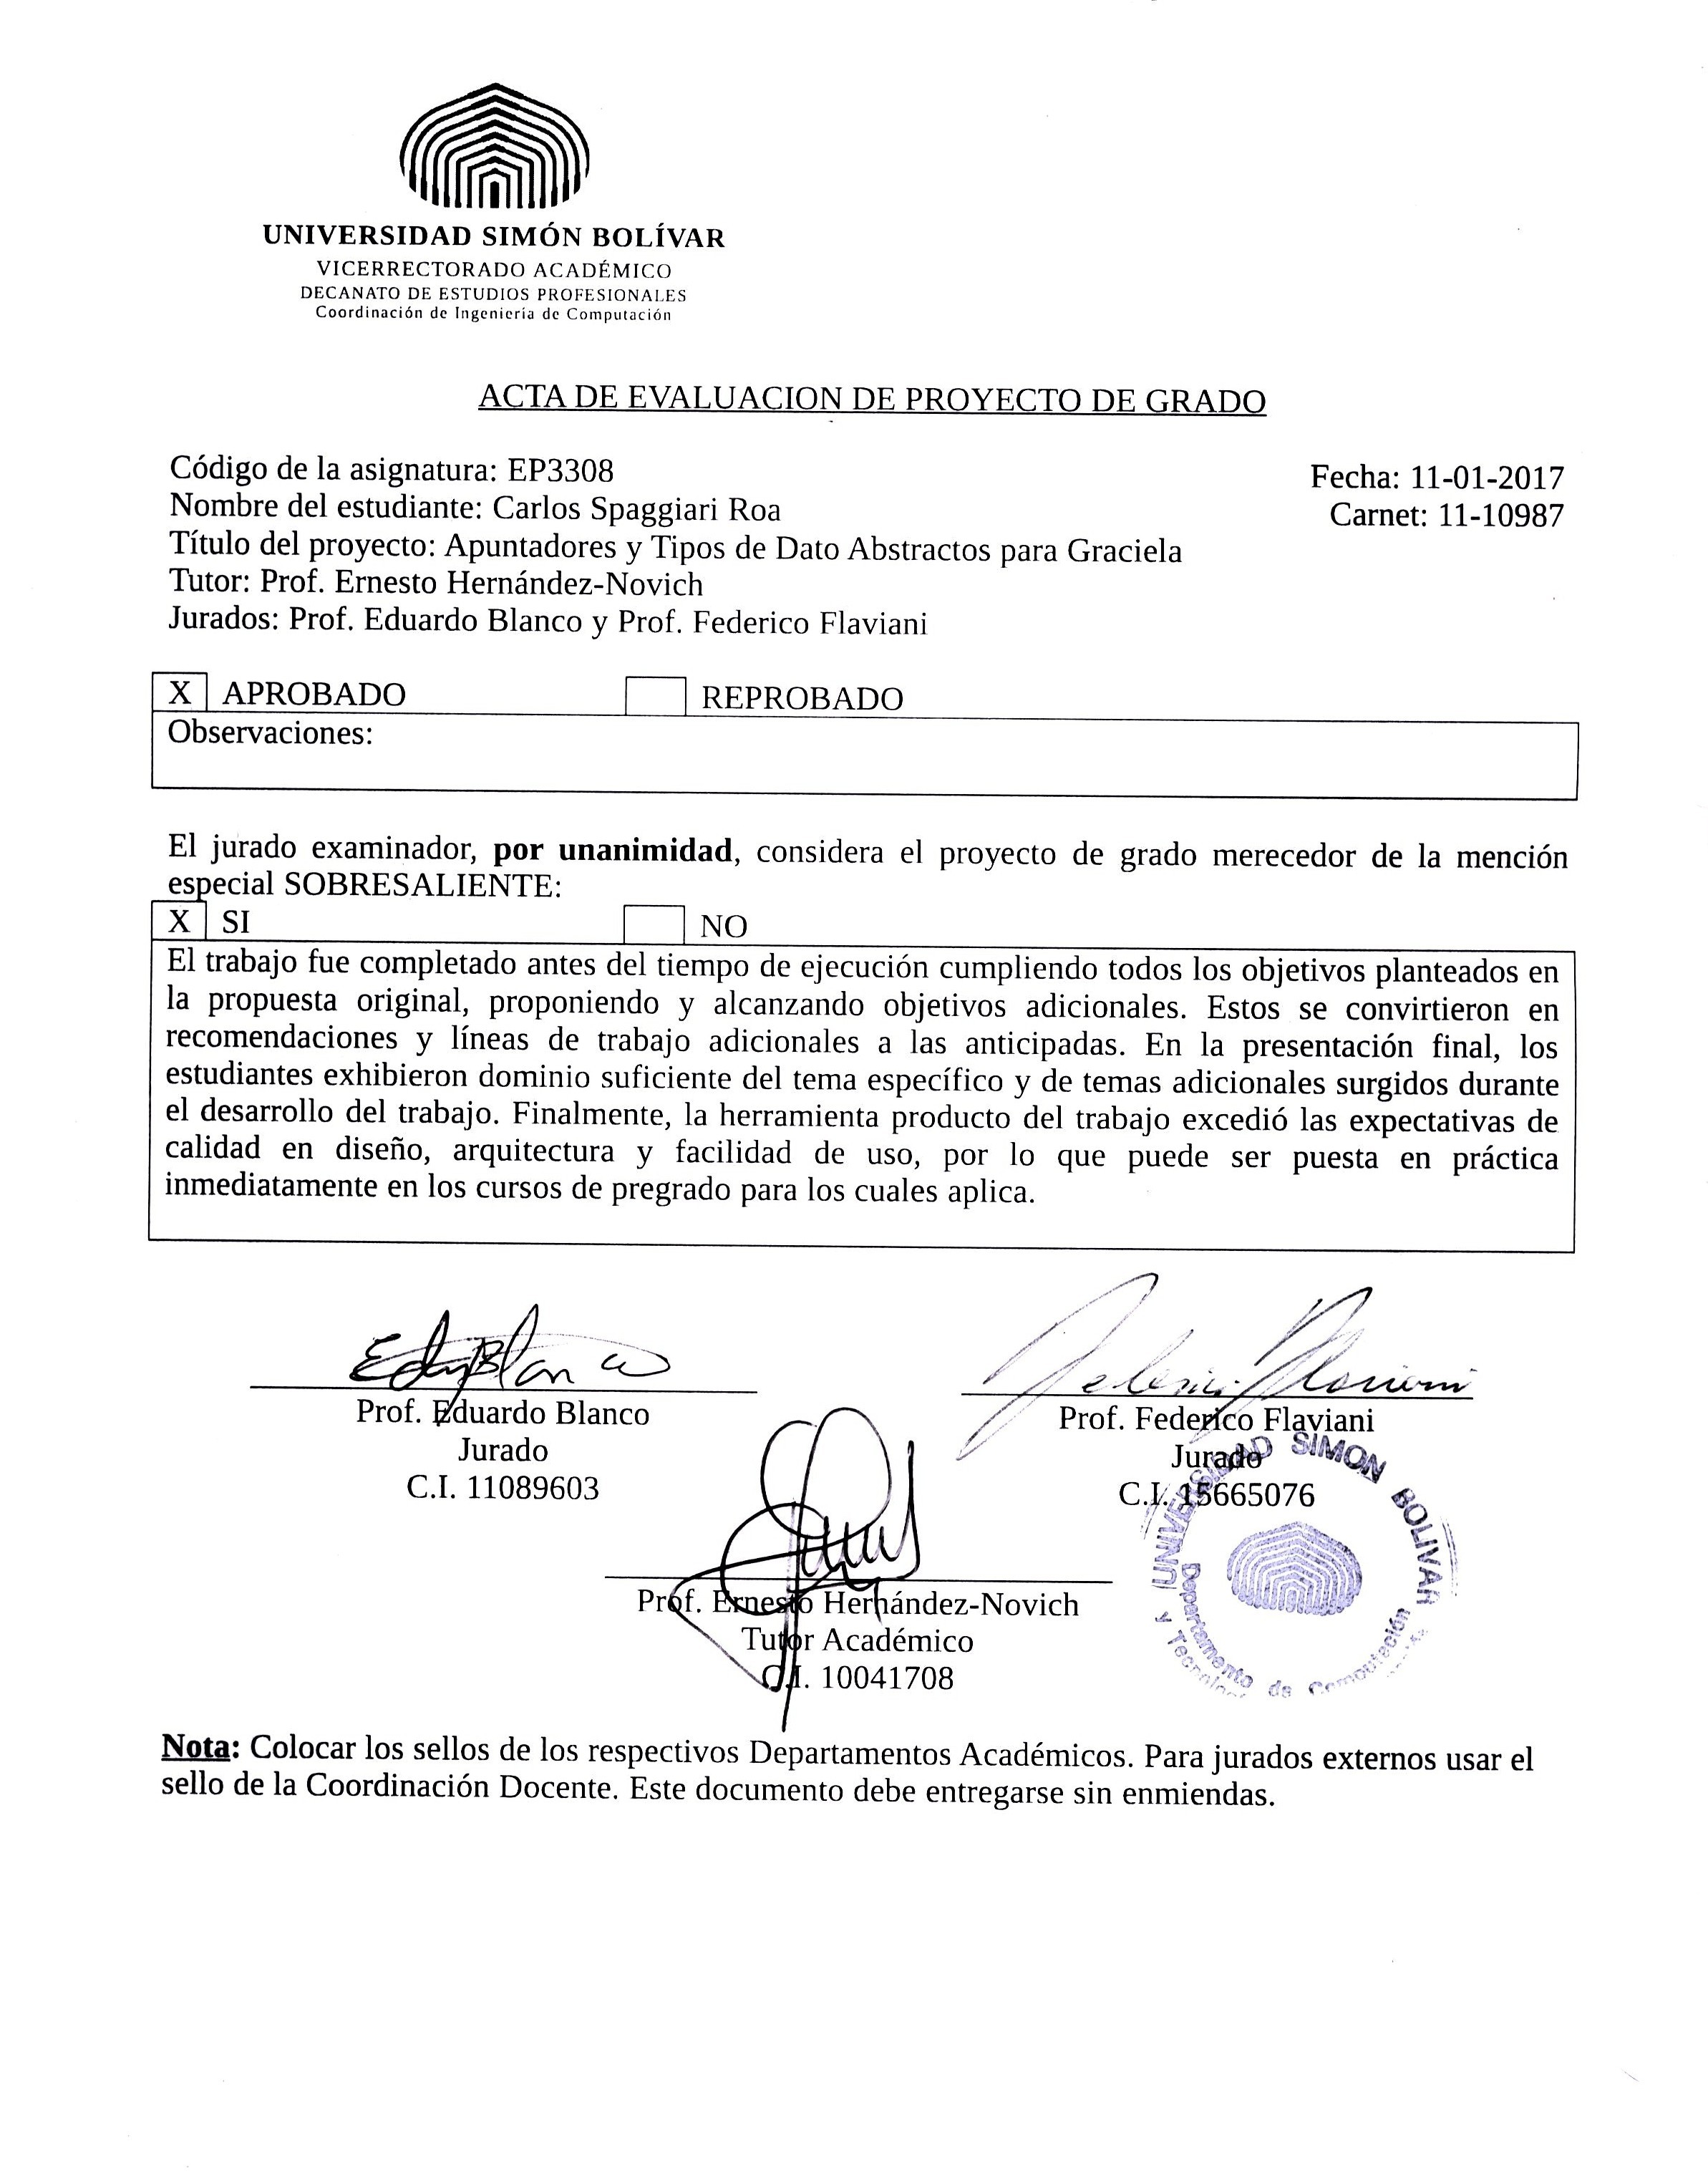 UNIVERSIDAD SIMÓN BOLÍVAR
VICERRECTORADO ACADÉMICO
DECANATO DE ESTUDIOS PROFESIONALES
Coordinación de Ingeniería de Computación
ACTA DE EVALUACION DE PROYECTO DE GRADO
Código de la asignatura: EP3308
Fecha: 11-01-2017
Nombre del estudiante: Carlos Spaggiari Roa
Carnet: 11-10987
Título del proyecto: Apuntadores y Tipos de Dato Abstractos para Graciela
Tutor: Prof. Ernesto Hernández-Novich
Jurados: Prof. Eduardo Blanco y Prof. Federico Flaviani
X APROBADO REPROBADO
Observaciones:
El jurado examinador, por unanimidad, considera el proyecto de grado merecedor de la mención
especial SOBRESALIENTE:
X SI NO
El trabajo fue completado antes del tiempo de ejecución cumpliendo todos los objetivos planteados en
la propuesta original, proponiendo y alcanzando objetivos adicionales. Estos se convirtieron en
recomendaciones y líneas de trabajo adicionales a las anticipadas. En la presentación final, los
estudiantes exhibieron dominio suficiente del tema específico y de temas adicionales surgidos durante
el desarrollo del trabajo. Finalmente, la herramienta producto del trabajo excedió las expectativas de
calidad en diseño, arquitectura y facilidad de uso, por lo que puede ser puesta en práctica
inmediatamente en los cursos de pregrado para los cuales aplica.
Prof. Eduardo Blanco
Jurado
C.I. 11089603
Prof. Federico Flaviani
Jurado
C.I. 15665076
Prof. Ernesto Hernández-Novich
Tutor Académico
C.I. 10041708
UNIVERSIDAD SIMON BOLIVAR
Departamento de Computación
y
Nota: Colocar los sellos de los respectivos Departamentos Académicos. Para jurados externos usar el
sello de la Coordinación Docente. Este documento debe entregarse sin enmiendas.